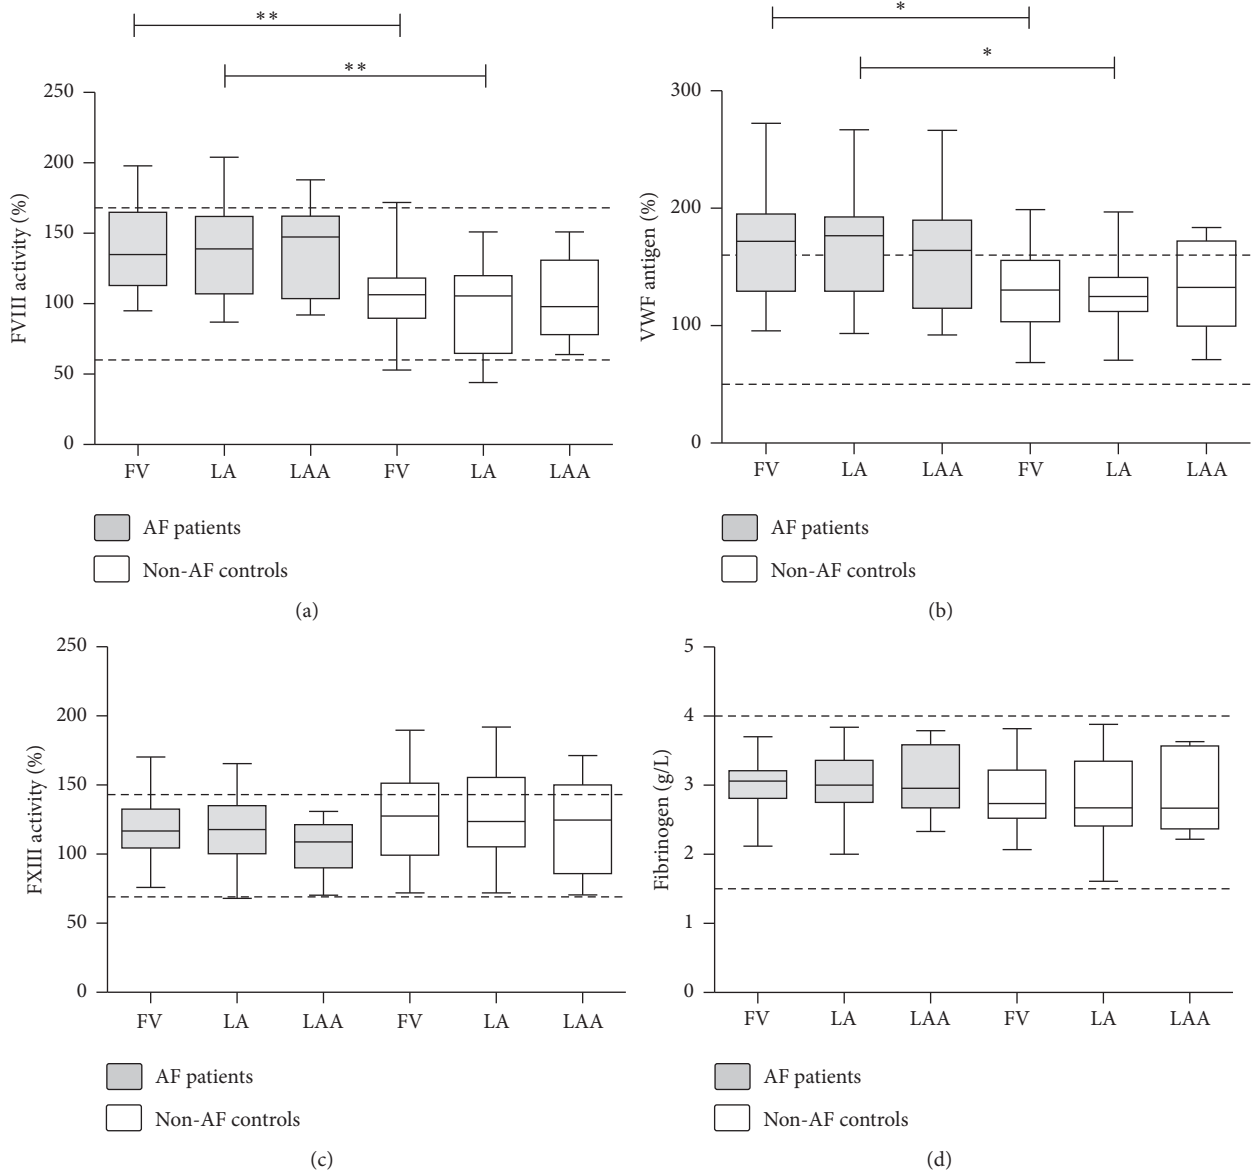 **
**
250
200
150
100
50
0
FVIII activity (%)
FV LA LAA FV LA LAA
AF patients
Non-AF controls
(a)
*
*
300
200
100
0
VWF antigen (%)
FV LA LAA FV LA LAA
AF patients
Non-AF controls
(b)
250
200
150
100
50
0
FXIII activity (%)
FV LA LAA FV LA LAA
AF patients
Non-AF controls
(c)
5
4
3
2
1
0
Fibrinogen (g/L)
FV LA LAA FV LA LAA
AF patients
Non-AF controls
(d)